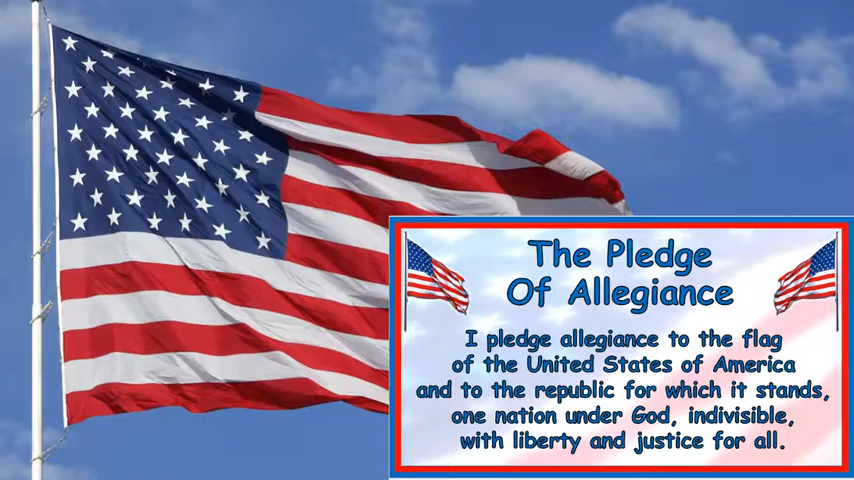 The Pledge
Of Allegiance
I pledge allegiance to the flag
of the United States of America
and to the republic for which it stands,
one nation under God, indivisible,
with liberty and justice for all.